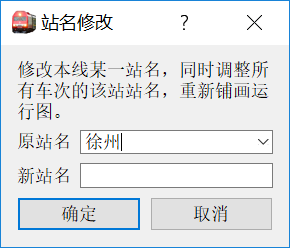 站名修改
?
修改本线某一站名，同时调整所
有车次的该站站名，重新铺画运
行图。
原站名 徐州
新站名
确定 取消